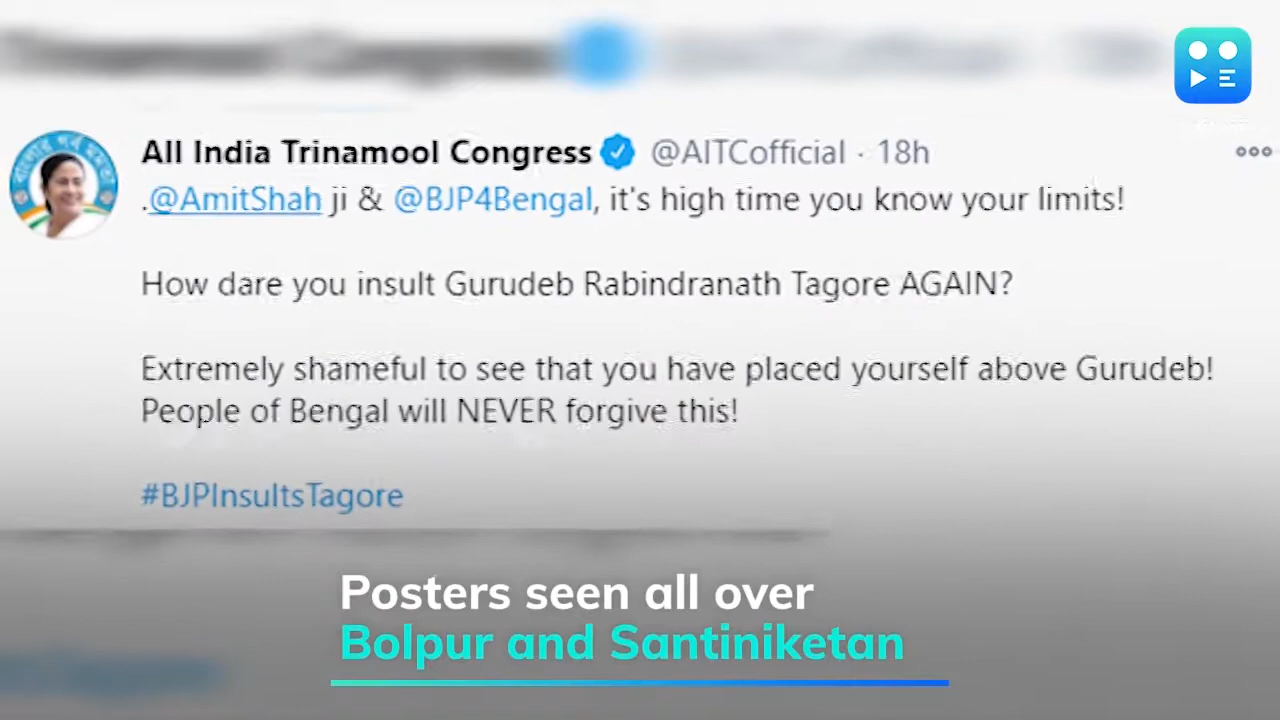 All India Trinamool Congress @AITCofficial · 18h
.@AmitShah ji & @BJP4Bengal, it's high time you know your limits!
How dare you insult Gurudeb Rabindranath Tagore AGAIN?
Extremely shameful to see that you have placed yourself above Gurudeb!
People of Bengal will NEVER forgive this!
#BJPInsultsTagore
Posters seen all over
Bolpur and Santiniketan